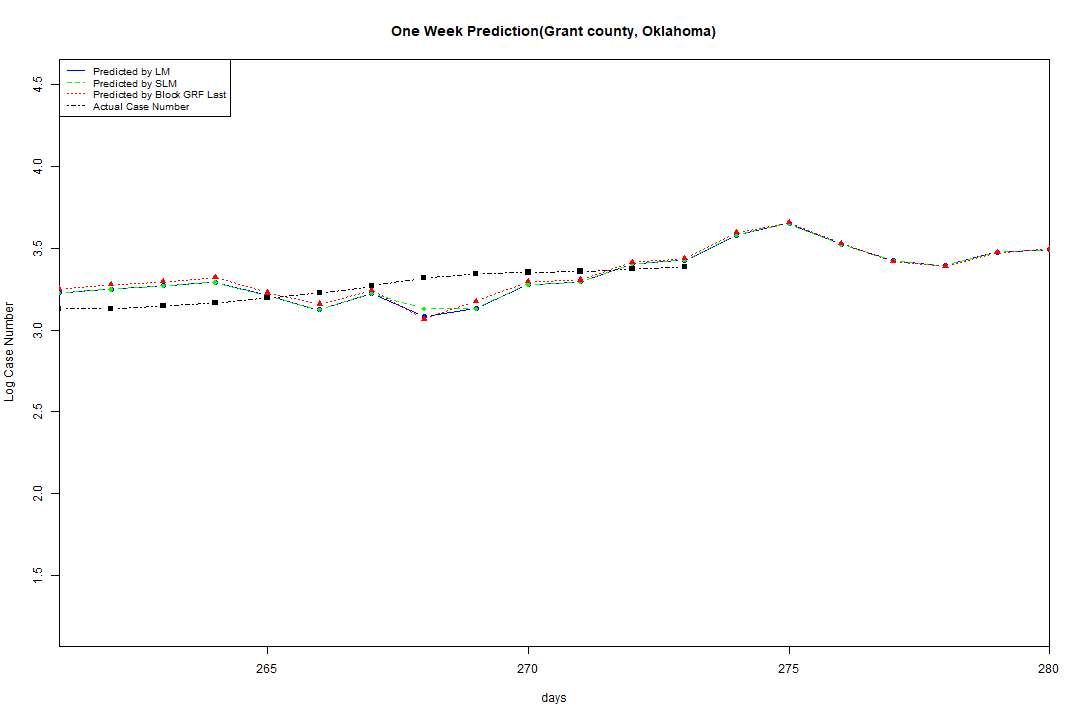 One Week Prediction(Grant county, Oklahoma)
Predicted by LM
Predicted by SLM
Predicted by Block GRF Last
Actual Case Number
4.5
4.0
3.5
3.0
2.5
2.0
1.5
Log Case Number
265 270 275 280
days